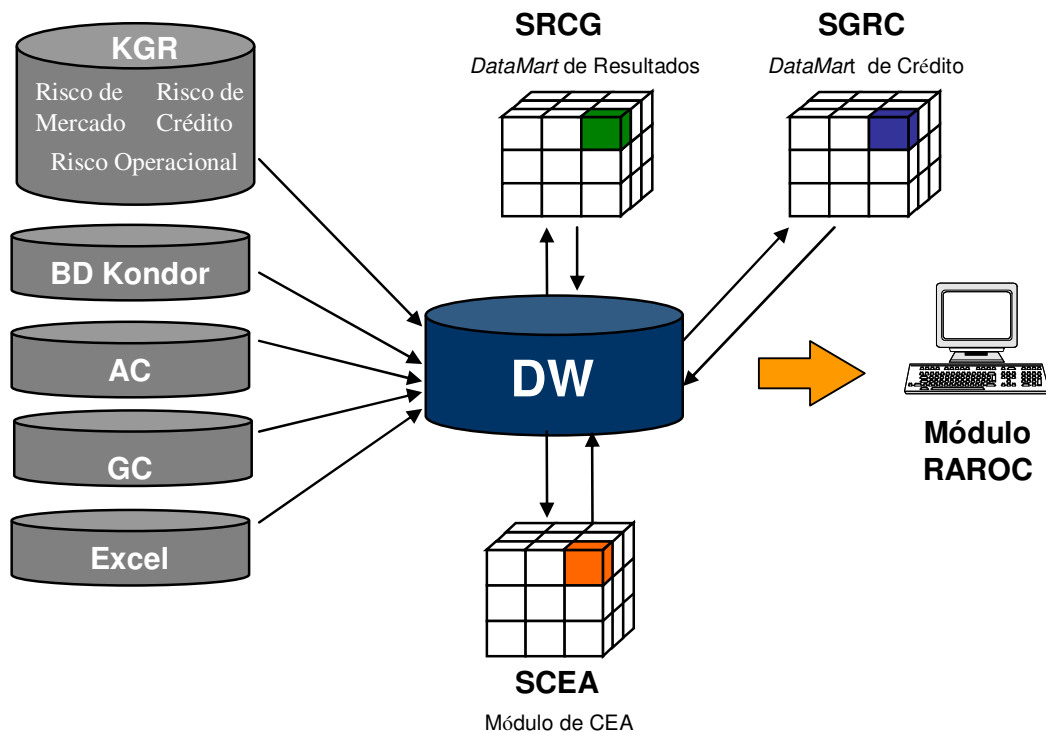 KGR
Risco de Mercado
Risco de Crédito
Risco Operacional
BD Kondor
AC
GC
Excel
SRCG
DataMart de Resultados
SGRC
DataMart de Crédito
DW
Módulo
RAROC
SCEA
Módulo de CEA